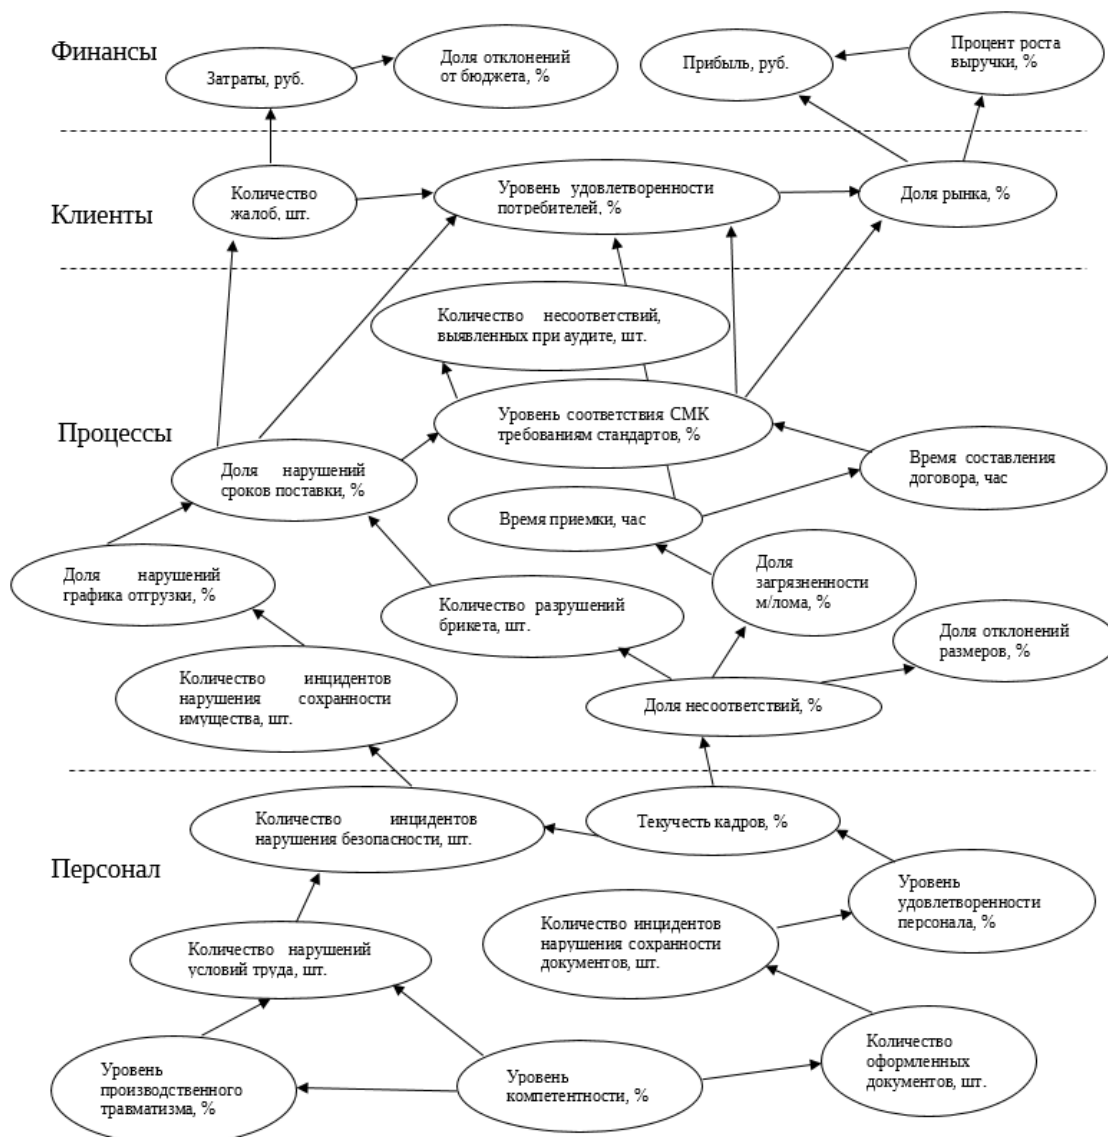 Финансы
Затраты, руб.
Доля отклонений
от бюджета, %
Прибыль, руб.
Процент роста
выручки, %
Клиенты
Количество
жалоб, шт.
Уровень удовлетворенности
потребителей, %
Доля рынка, %
Процессы
Количество несоответствий,
выявленных при аудите, шт.
Уровень соответствия СМК
требованиям стандартов, %
Доля нарушений
сроков поставки, %
Время составления
договора, час
Время приемки, час
Доля нарушений
графика отгрузки, %
Количество разрушений
брикета, шт.
Доля
загрязненности
м/лома, %
Доля отклонений
размеров, %
Количество инцидентов
нарушения сохранности
имущества, шт.
Доля несоответствий, %
Персонал
Количество инцидентов
нарушения безопасности, шт.
Текучесть кадров, %
Уровень
удовлетворенности
персонала, %
Количество инцидентов
нарушения сохранности
документов, шт.
Количество нарушений
условий труда, шт.
Уровень
производственного
травматизма, %
Уровень
компетентности, %
Количество
оформленных
документов, шт.